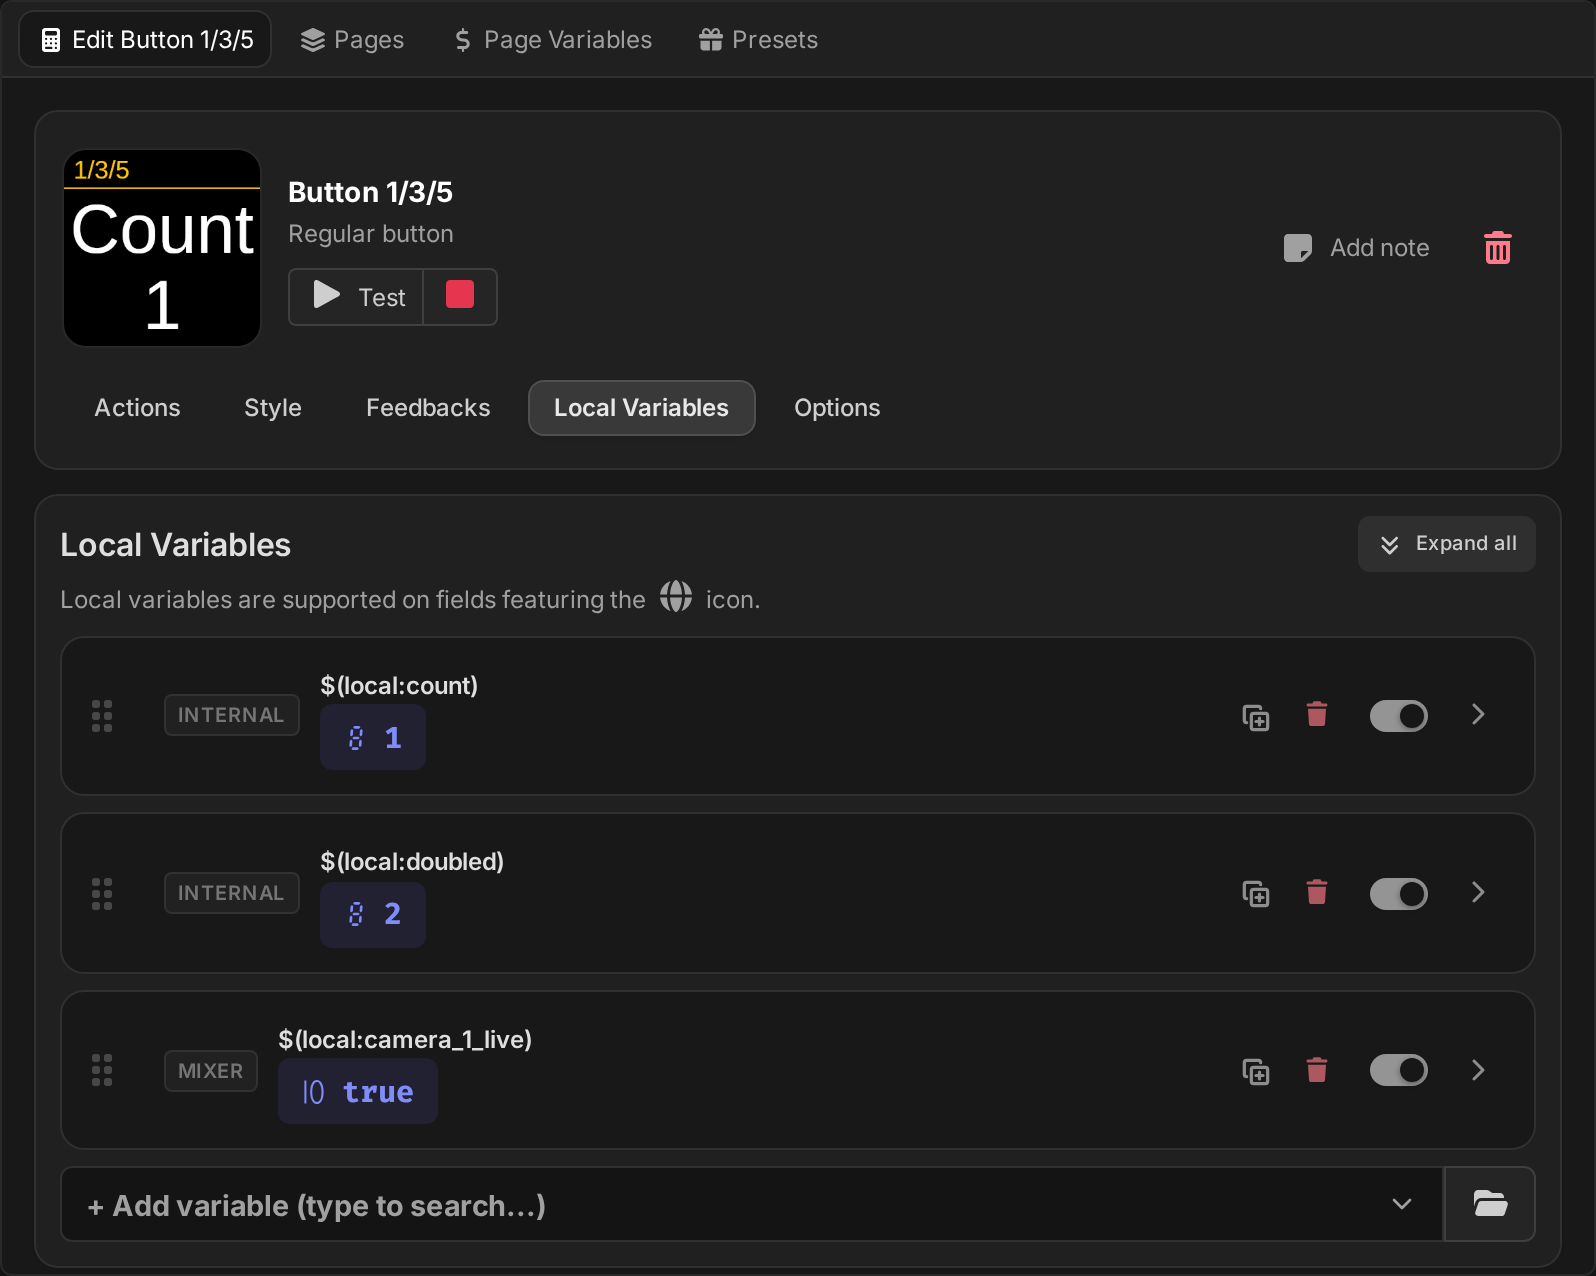 Edit Button 1/3/5
Pages
Page Variables
Presets
1/3/5
Count
1
Button 1/3/5
Regular button
Test
Add note
Actions
Style
Feedbacks
Local Variables
Options
Local Variables
Expand all
Local variables are supported on fields featuring the icon.
INTERNAL
$(local:count)
1
INTERNAL
$(local:doubled)
2
MIXER
$(local:camera_1_live)
true
+ Add variable (type to search...)